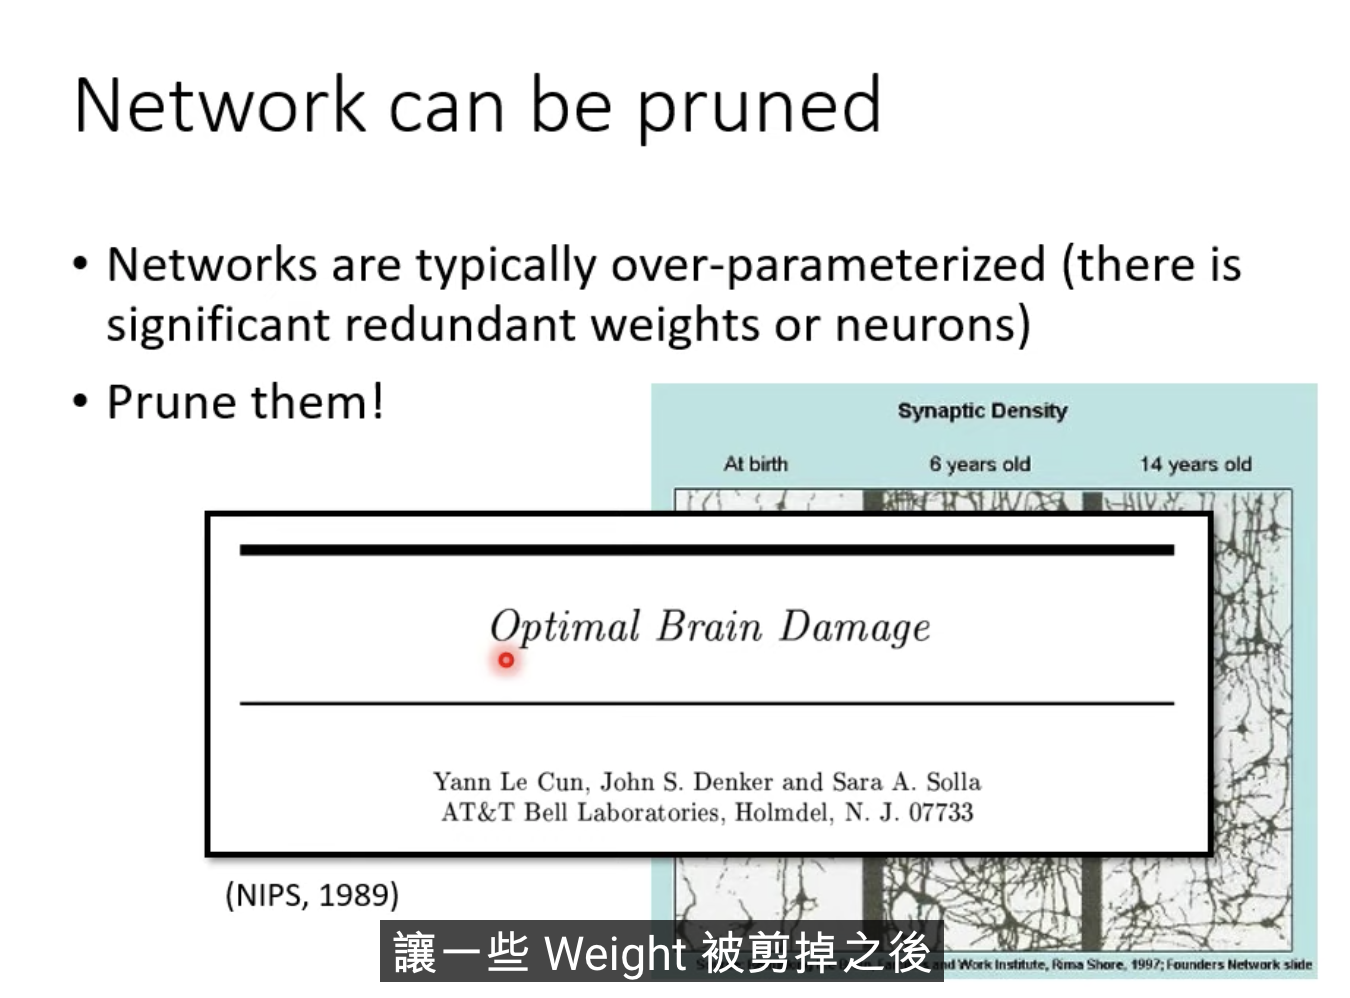 Network can be pruned
• Networks are typically over-parameterized (there is
significant redundant weights or neurons)
• Prune them!
Synaptic Density
At birth 6 years old 14 years old
Optimal Brain Damage
Yann Le Cun, John S. Denker and Sara A. Solla
AT&T Bell Laboratories, Holmdel, N. J. 07733
(NIPS, 1989)
讓一些 Weight 被剪掉之後
and Work Institute, Rima Shore, 1997; Founders Network slide